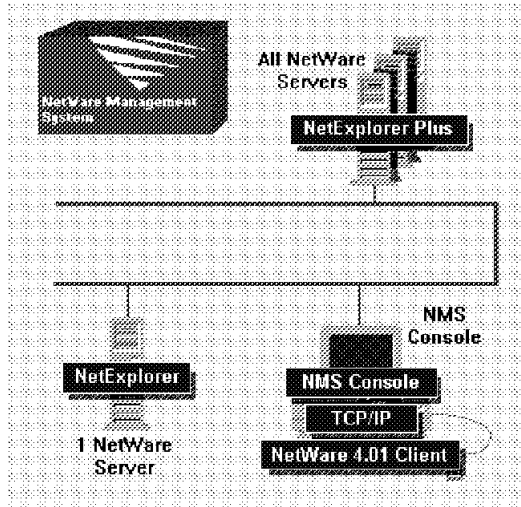 NetWare Management
System
All NetWare
Servers
NetExplorer Plus
NMS
Console
NetExplorer
1 NetWare
Server
NMS Console
TCP/IP
NetWare 4.01 Client